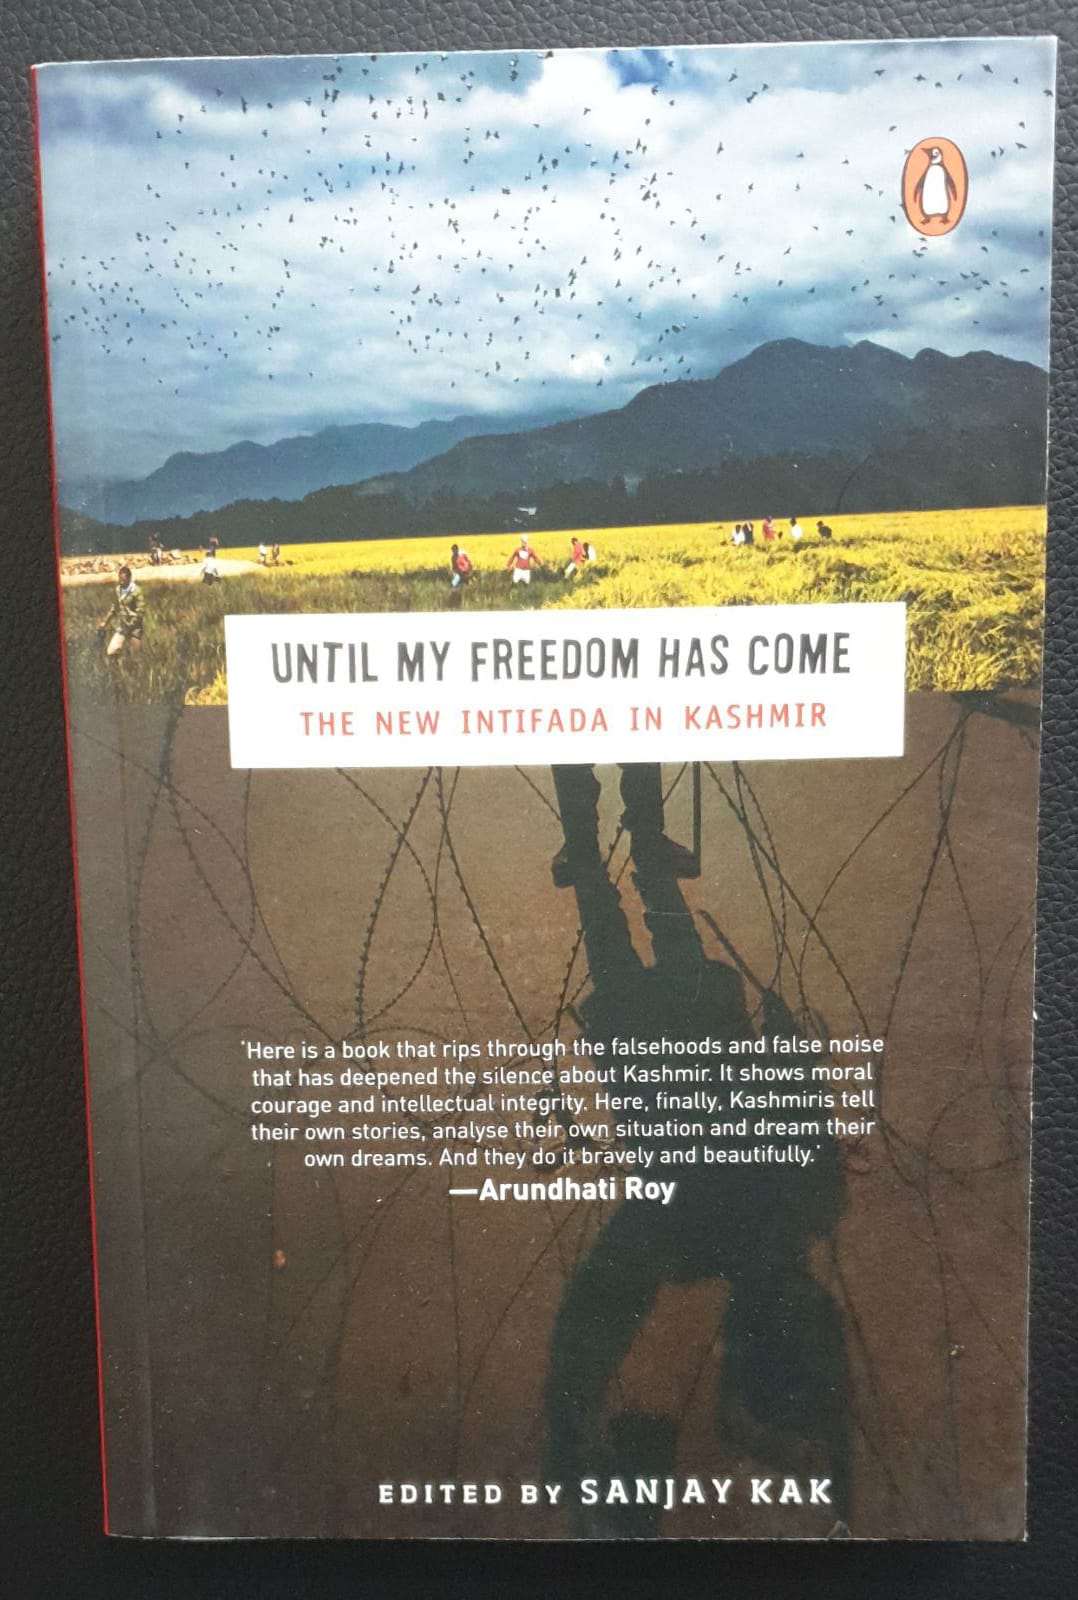 UNTIL MY FREEDOM HAS COME
THE NEW INTIFADA IN KASHMIR
'Here is a book that rips through the falsehoods and false noise
that has deepened the silence about Kashmir. It shows moral
courage and intellectual integrity. Here, finally, Kashmiris tell
their own stories, analyse their own situation and dream their
own dreams. And they do it bravely and beautifully.'
—Arundhati Roy
EDITED BY SANJAY KAK